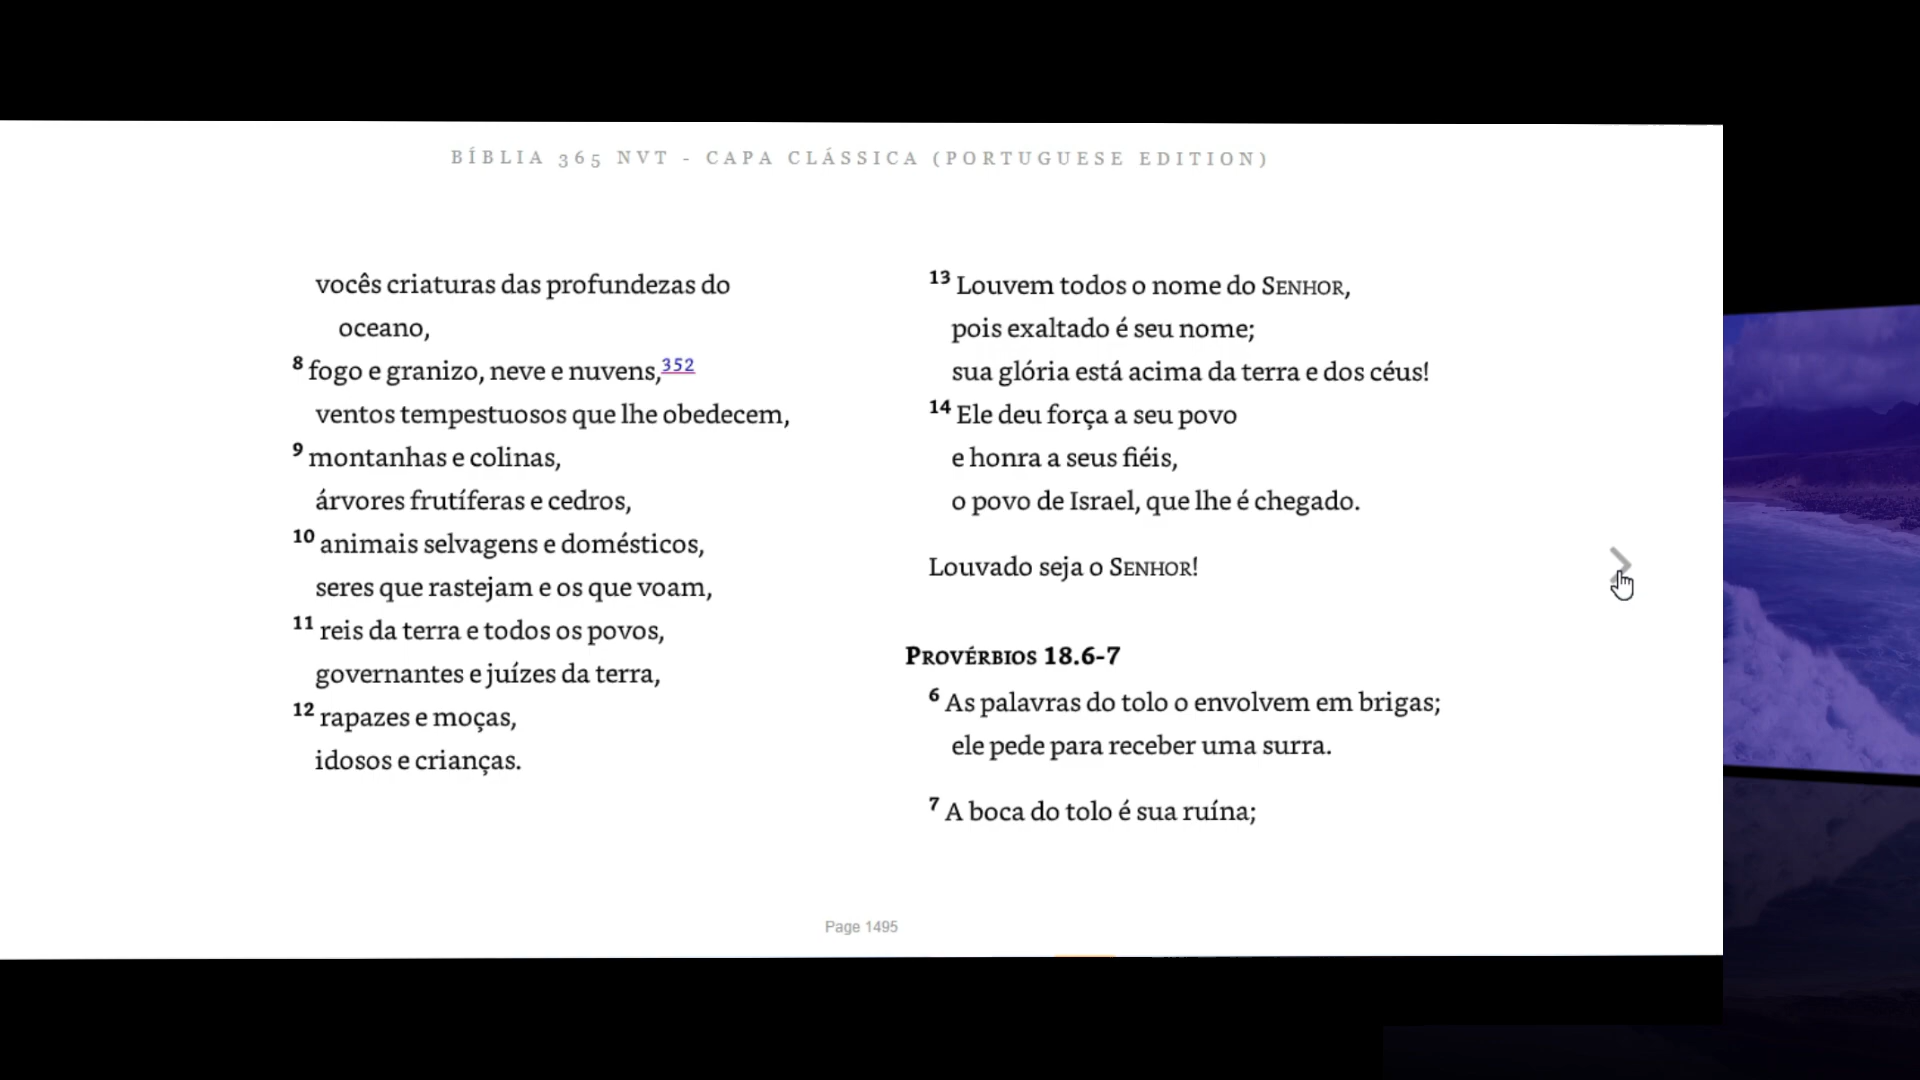 BÍBLIA 365 NVT - CAPA CLÁSSICA (PORTUGUESE EDITION)
vocês criaturas das profundezas do
oceano,
8 fogo e granizo, neve e nuvens,352
ventos tempestuosos que lhe obedecem,
9 montanhas e colinas,
árvores frutíferas e cedros,
10 animais selvagens e domésticos,
seres que rastejam e os que voam,
11 reis da terra e todos os povos,
governantes e juízes da terra,
12 rapazes e moças,
idosos e crianças.
13 Louvem todos o nome do SENHOR,
pois exaltado é seu nome;
sua glória está acima da terra e dos céus!
14 Ele deu força a seu povo
e honra a seus fiéis,
o povo de Israel, que lhe é chegado.
Louvado seja o SENHOR!
PROVÉRBIOS 18.6-7
6 As palavras do tolo o envolvem em brigas;
ele pede para receber uma surra.
7 A boca do tolo é sua ruína;
Page 1495